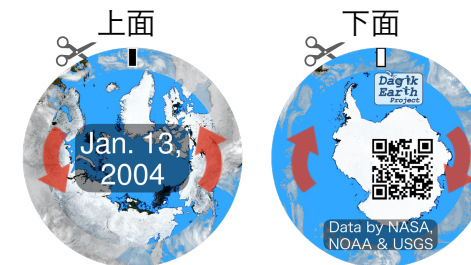 上面
下面
Jan. 13,
2004
Dagik
Earth
Project
Data by NASA,
NOAA & USGS